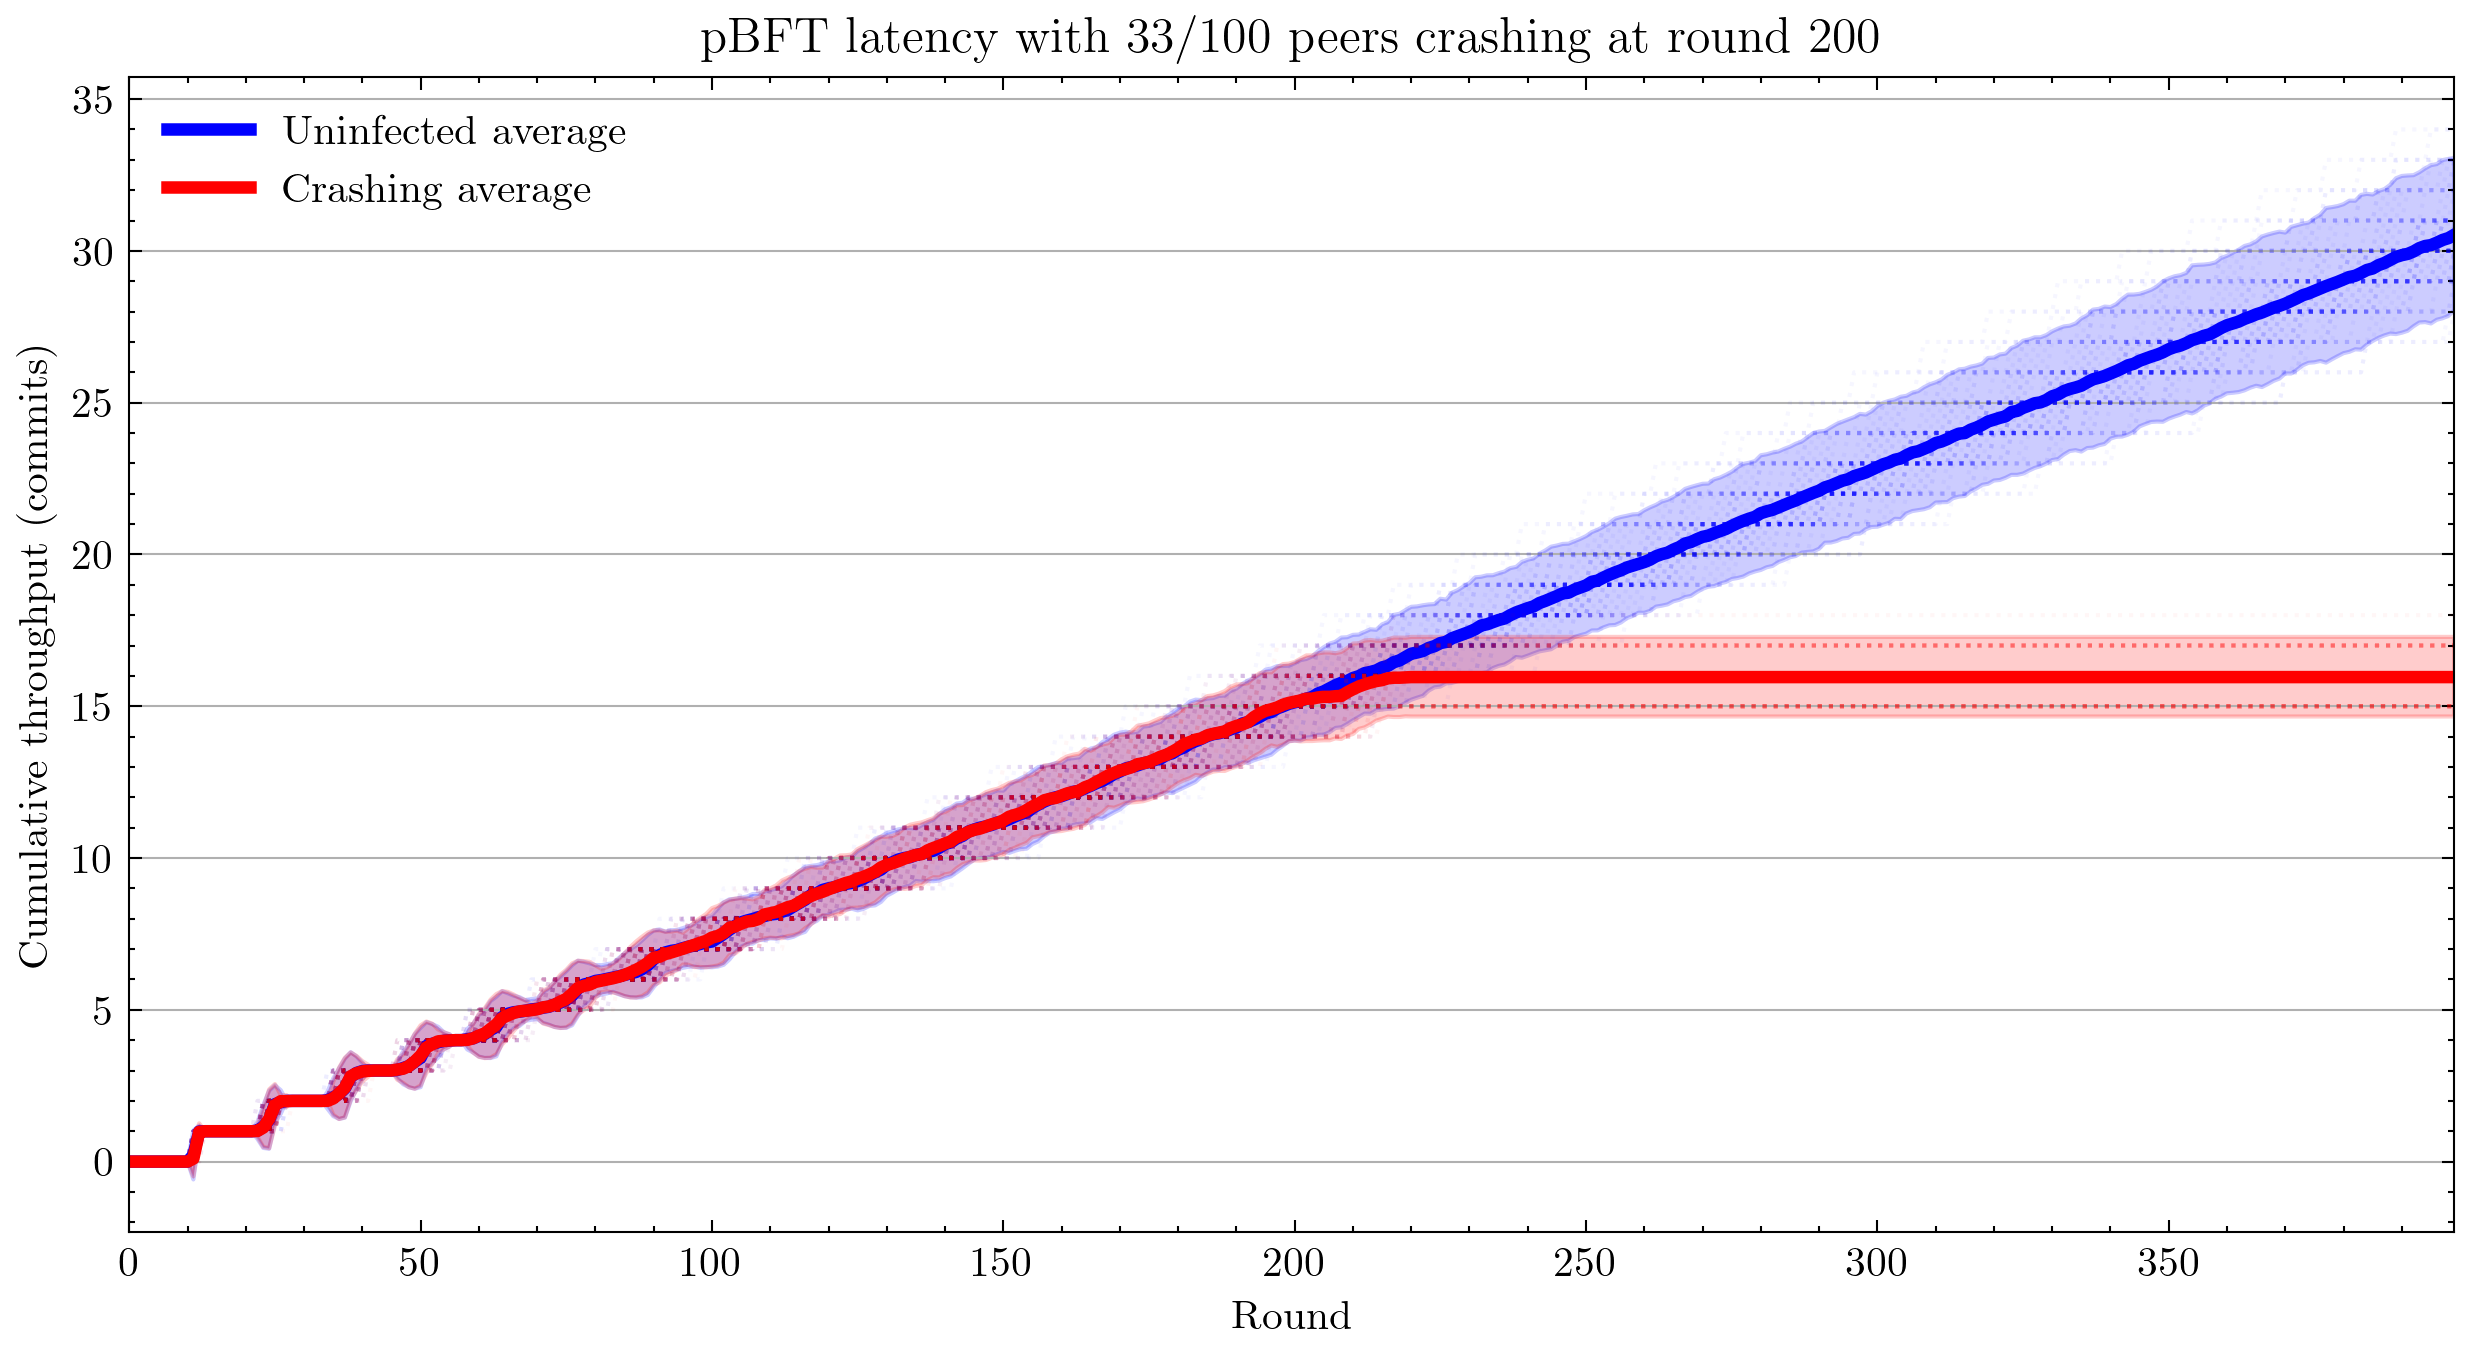 pBFT latency with 33/100 peers crashing at round 200
Uninfected average
Crashing average
Cumulative throughput (commits)
35
30
25
20
15
10
5
0
0 50 100 150 200 250 300 350
Round